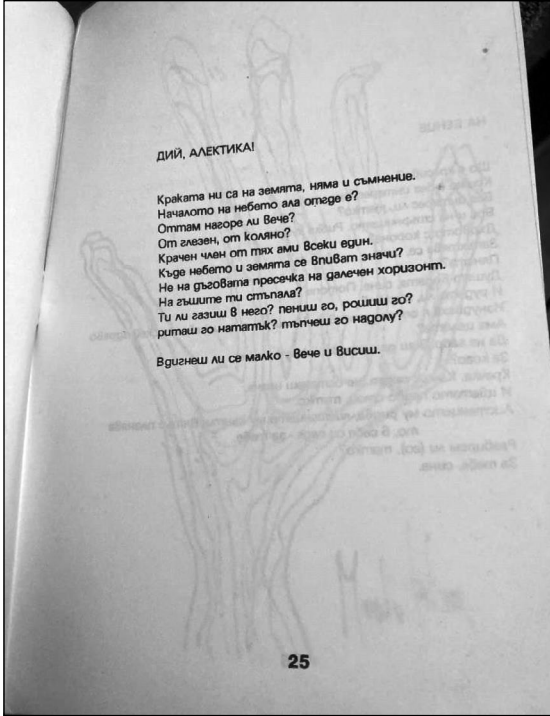 ДИЙ, АЛЕКТИКА!
Краката ни са на земята, няма и съмнение.
Началото на небето ала отгде е?
Оттам нагоре ли вече?
От глезен, от коляно?
Крачен член от тях ами всеки един.
Къде небето и земята се впиват значи?
Не на дъговата пресечка на далечен хоризонт.
На гъшите ти стъпала?
Ти ли газиш в него? пениш го, рошиш го?
риташ го нататък? тъпчеш го надолу?
Вдигнеш ли се малко - вече и висиш.
25